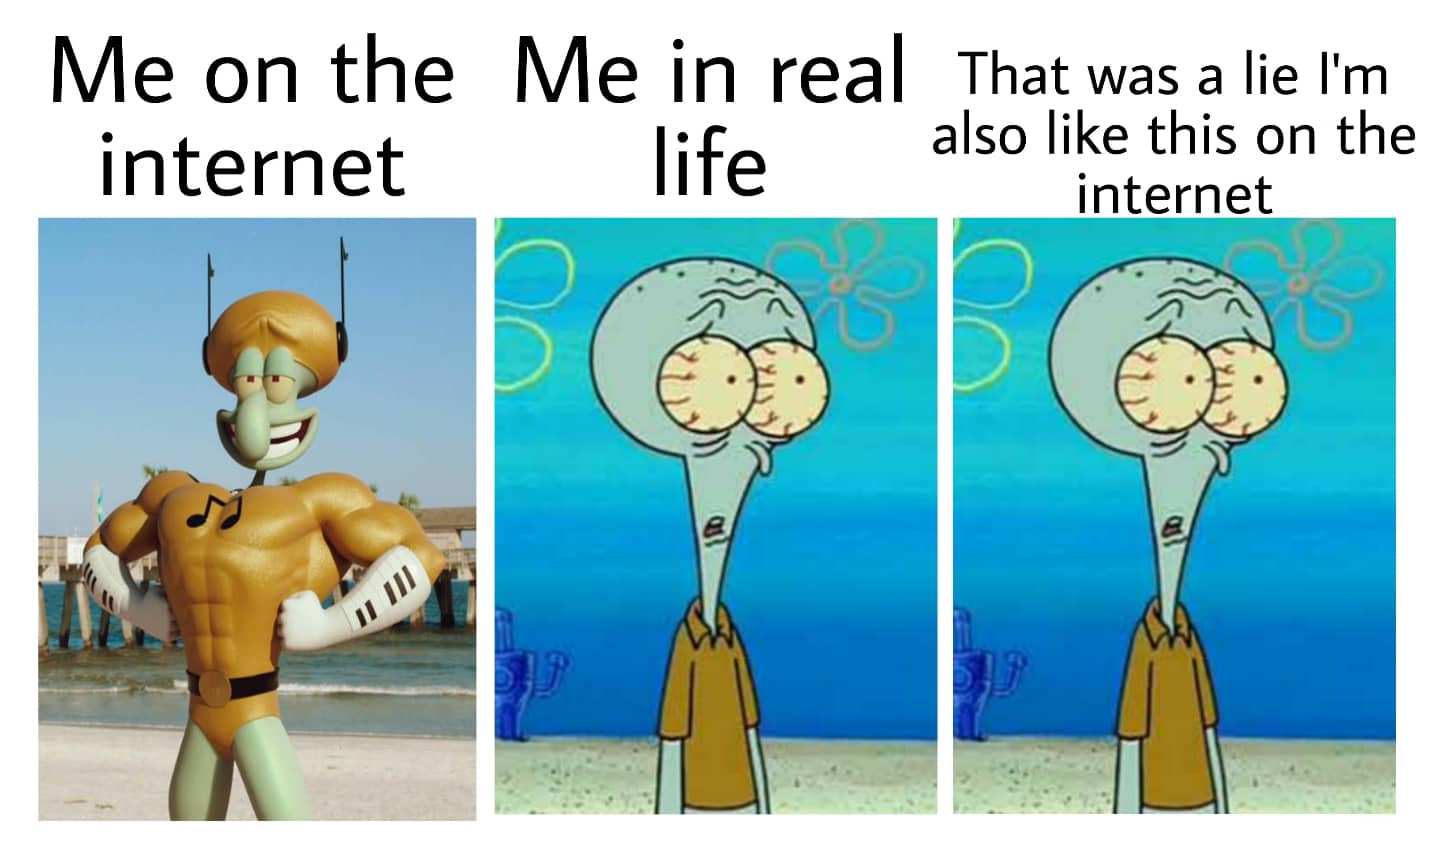 Me on the
internet
Me in real
life
That was a lie I'm
also like this on the
internet